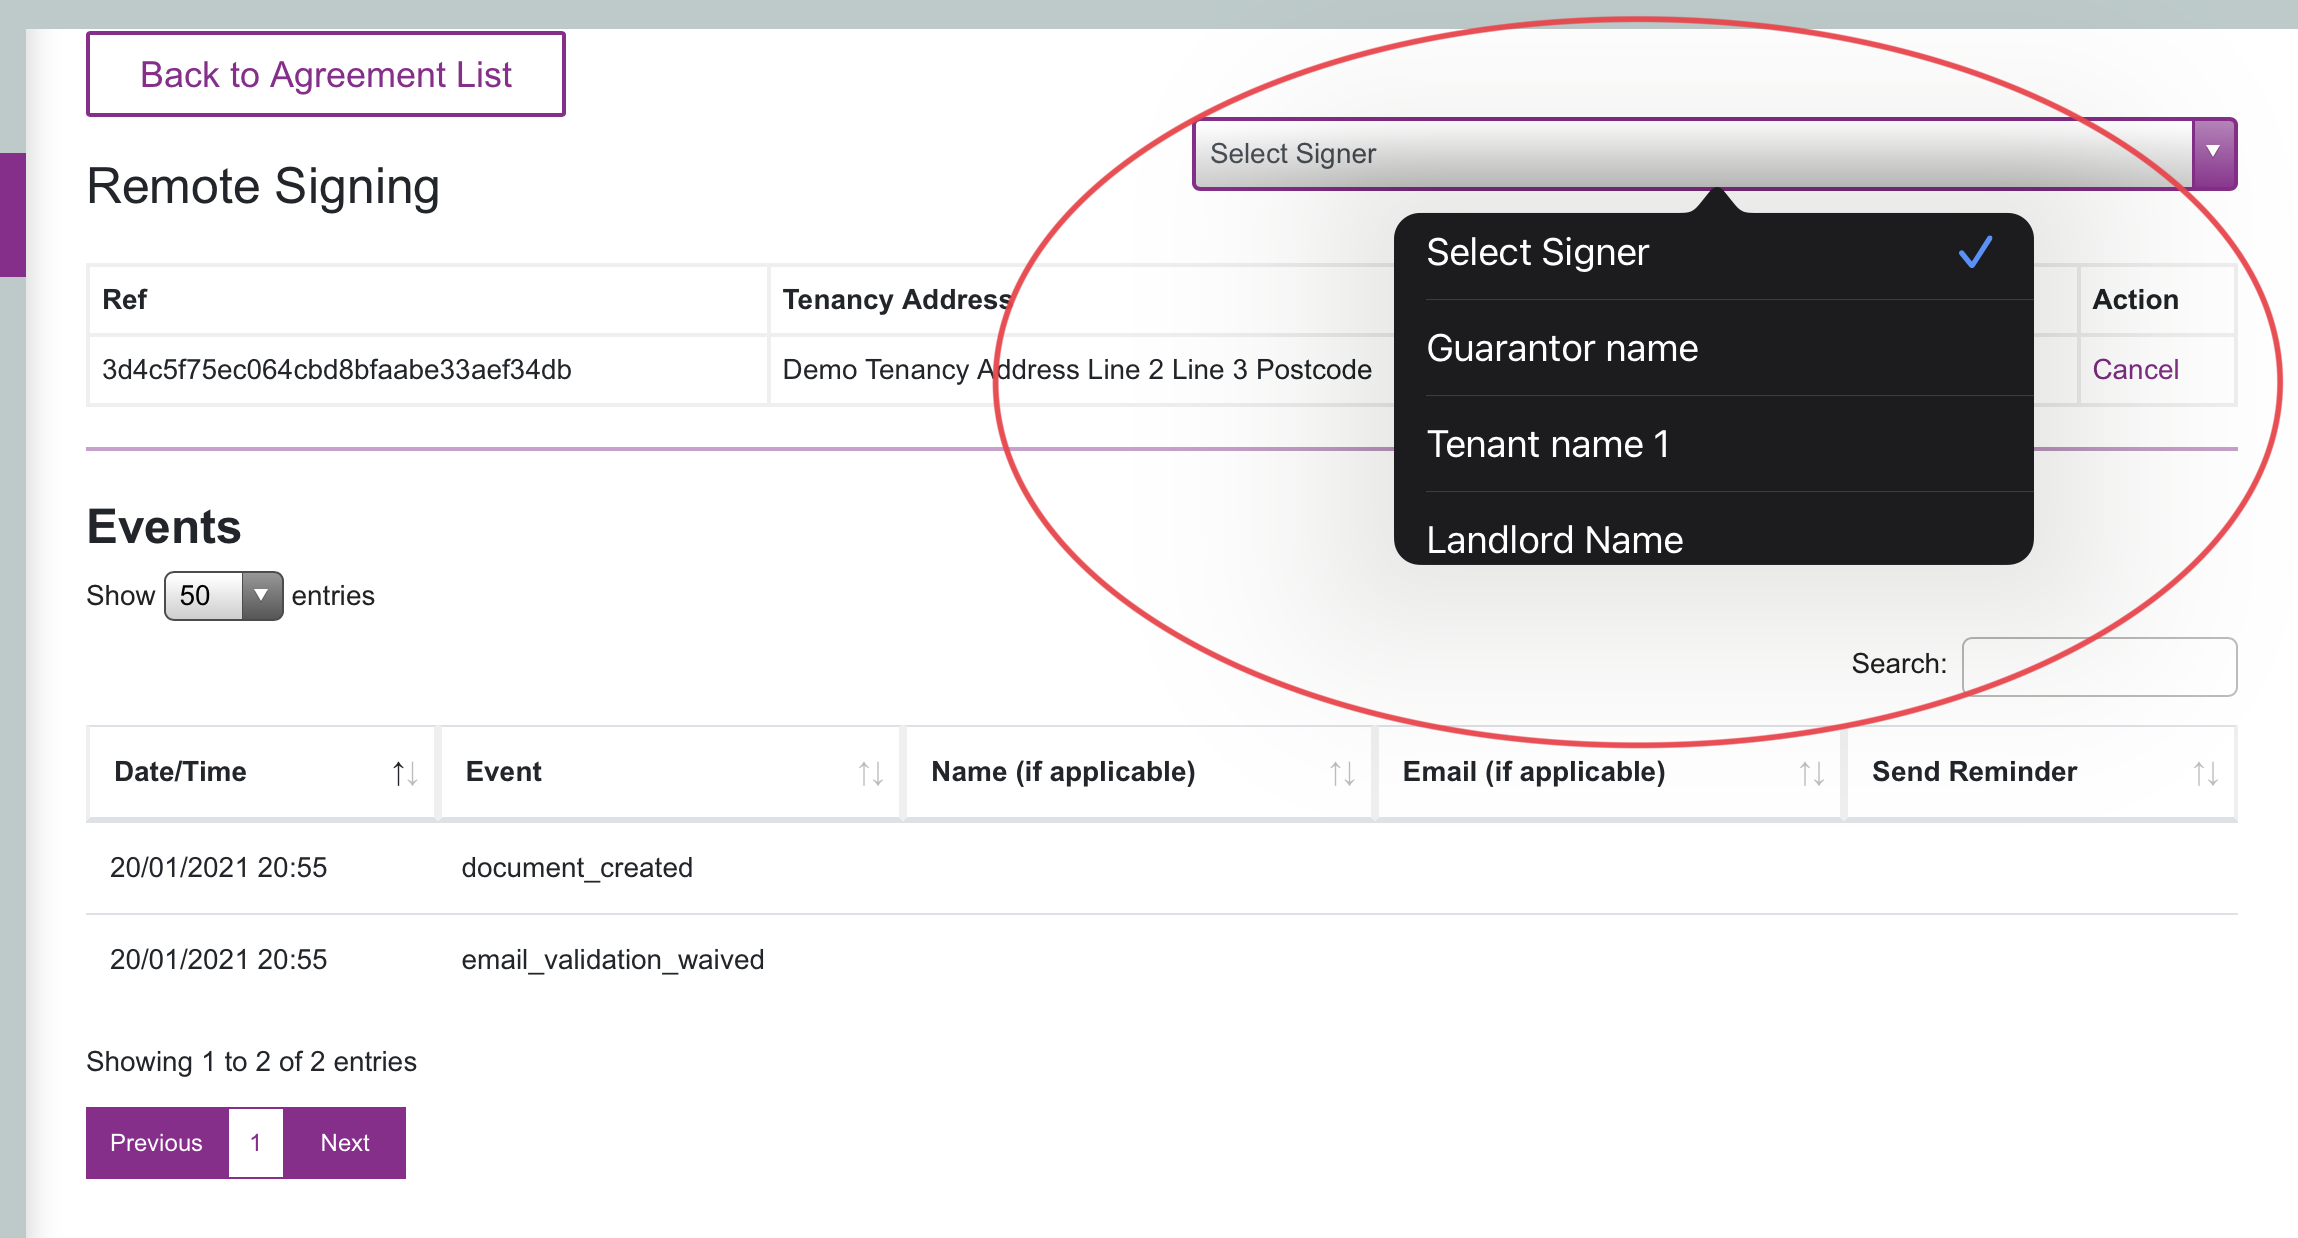 Back to Agreement List
Select Signer
Remote Signing
Select Signer
Guarantor name
Tenant name 1
Landlord Name
Ref Tenancy Address Action
3d4c5f75ec064cbd8bfaabe33aef34db Demo Tenancy Address Line 2 Line 3 Postcode Cancel
Events
Show 50 entries
Search:
Date/Time Event Name (if applicable) Email (if applicable) Send Reminder
20/01/2021 20:55 document_created
20/01/2021 20:55 email_validation_waived
Showing 1 to 2 of 2 entries
Previous 1 Next